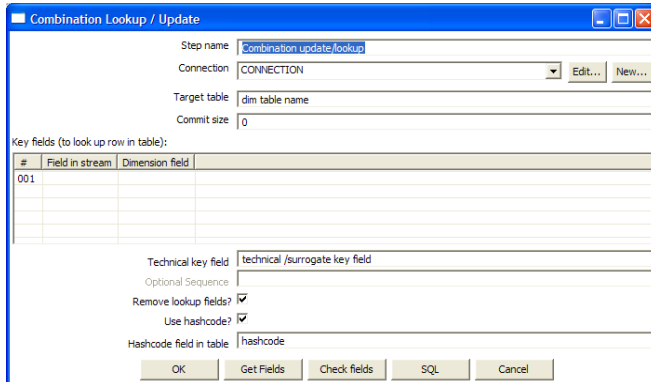 Combination Lookup / Update
Step name Combination update/lookup
Connection CONNECTION Edit... New...
Target table dim table name
Commit size 0
Key fields (to look up row in table):
# Field in stream Dimension field
001
Technical key field technical /surrogate key field
Optional Sequence
Remove lookup fields?
Use hashcode?
Hashcode field in table hashcode
OK Get Fields Check fields SQL Cancel